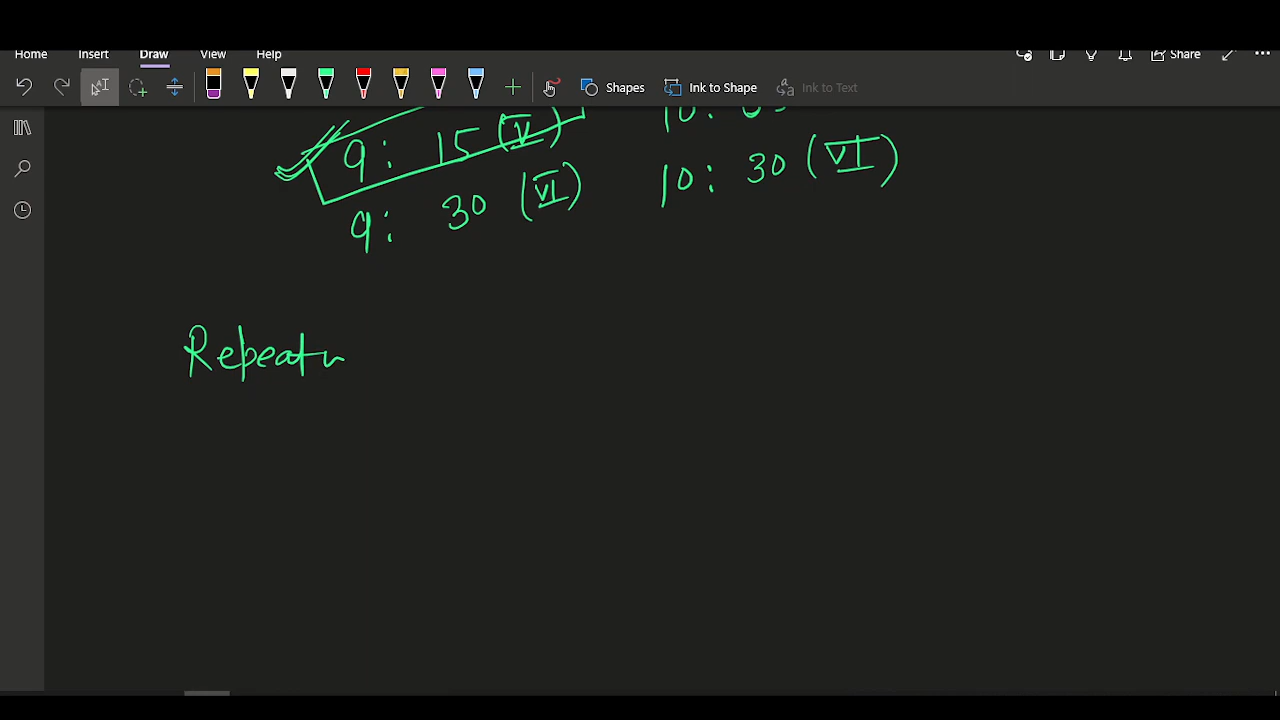 Home Insert Draw View Help Share
Shapes Ink to Shape Ink to Text
9: 15 (V) 10:
9: 30 (VI) 10: 30 (VI)